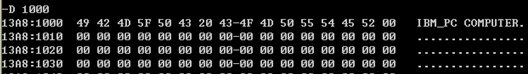 -D 1000
13A8:1000 49 42 4D 5F 50 43 20 43-4F 4D 50 55 54 45 52 00 IBM_PC COMPUTER.
13A8:1010 00 00 00 00 00 00 00 00-00 00 00 00 00 00 00 00 ................
13A8:1020 00 00 00 00 00 00 00 00-00 00 00 00 00 00 00 00 ................
13A8:1030 00 00 00 00 00 00 00 00-00 00 00 00 00 00 00 00 ................